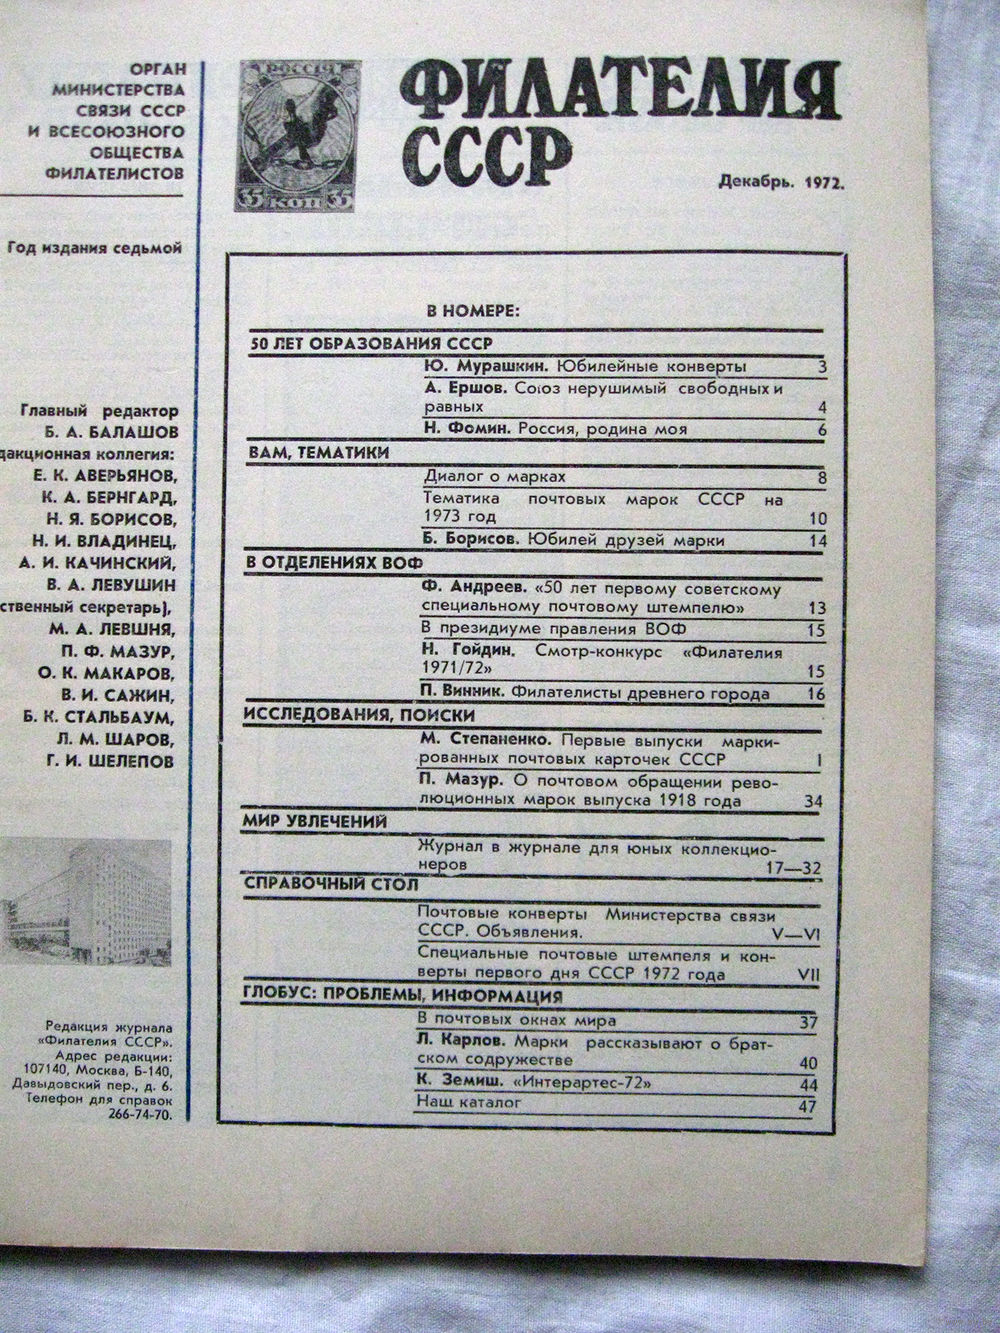 ОРГАН
МИНИСТЕРСТВА
СВЯЗИ СССР
И ВСЕСОЮЗНОГО
ОБЩЕСТВА
ФИЛАТЕЛИСТОВ
Год издания седьмой
Главный редактор
Б. А. БАЛАШОВ
дакционная коллегия:
Е. К. АВЕРЬЯНОВ,
К. А. БЕРНГАРД,
Н. Я. БОРИСОВ,
Н. И. ВЛАДИНЕЦ,
А. И. КАЧИНСКИЙ,
В. А. ЛЕВУШИН
ственный секретарь),
М. А. ЛЕВШНЯ,
П. Ф. МАЗУР,
О. К. МАКАРОВ,
В. И. САЖИН,
Б. К. СТАЛЬБАУМ,
Л. М. ШАРОВ,
Г. И. ШЕЛЕПОВ
Редакция журнала
«Филателия СССР».
Адрес редакции:
107140, Москва, Б-140,
Давыдовский пер., д. 6.
Телефон для справок
266-74-70.
РОССІЯ
35 КОП 35
ФИЛАТЕЛИЯ
СССР
Декабрь. 1972.
В НОМЕРЕ:
50 ЛЕТ ОБРАЗОВАНИЯ СССР
Ю. Мурашкин. Юбилейные конверты 3
А. Ершов. Союз нерушимый свободных и
равных 4
Н. Фомин. Россия, родина моя 6
ВАМ, ТЕМАТИКИ
Диалог о марках 8
Тематика почтовых марок СССР на
1973 год 10
Б. Борисов. Юбилей друзей марки 14
В ОТДЕЛЕНИЯХ ВОФ
Ф. Андреев. «50 лет первому советскому
специальному почтовому штемпелю» 13
В президиуме правления ВОФ 15
Н. Гойдин. Смотр-конкурс «Филателия
1971/72» 15
П. Винник. Филателисты древнего города 16
ИССЛЕДОВАНИЯ, ПОИСКИ
М. Степаненко. Первые выпуски марки-
рованных почтовых карточек СССР I
П. Мазур. О почтовом обращении рево-
люционных марок выпуска 1918 года 34
МИР УВЛЕЧЕНИЙ
Журнал в журнале для юных коллекцио-
неров 17—32
СПРАВОЧНЫЙ СТОЛ
Почтовые конверты Министерства связи
СССР. Объявления. V—VI
Специальные почтовые штемпеля и кон-
верты первого дня СССР 1972 года VII
ГЛОБУС: ПРОБЛЕМЫ, ИНФОРМАЦИЯ
В почтовых окнах мира 37
Л. Карлов. Марки рассказывают о брат-
ском содружестве 40
К. Земиш. «Интерартес-72» 44
Наш каталог 47